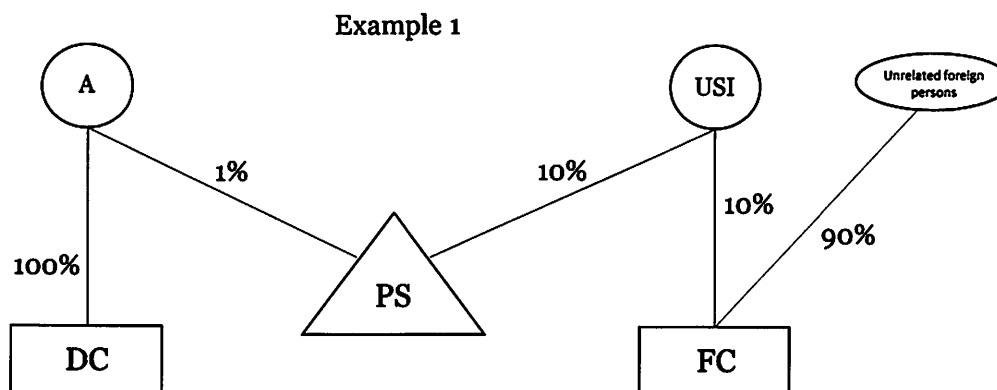 Example 1
A
USI
Unrelated foreign
persons
1%
10%
10%
90%
100%
PS
DC
FC